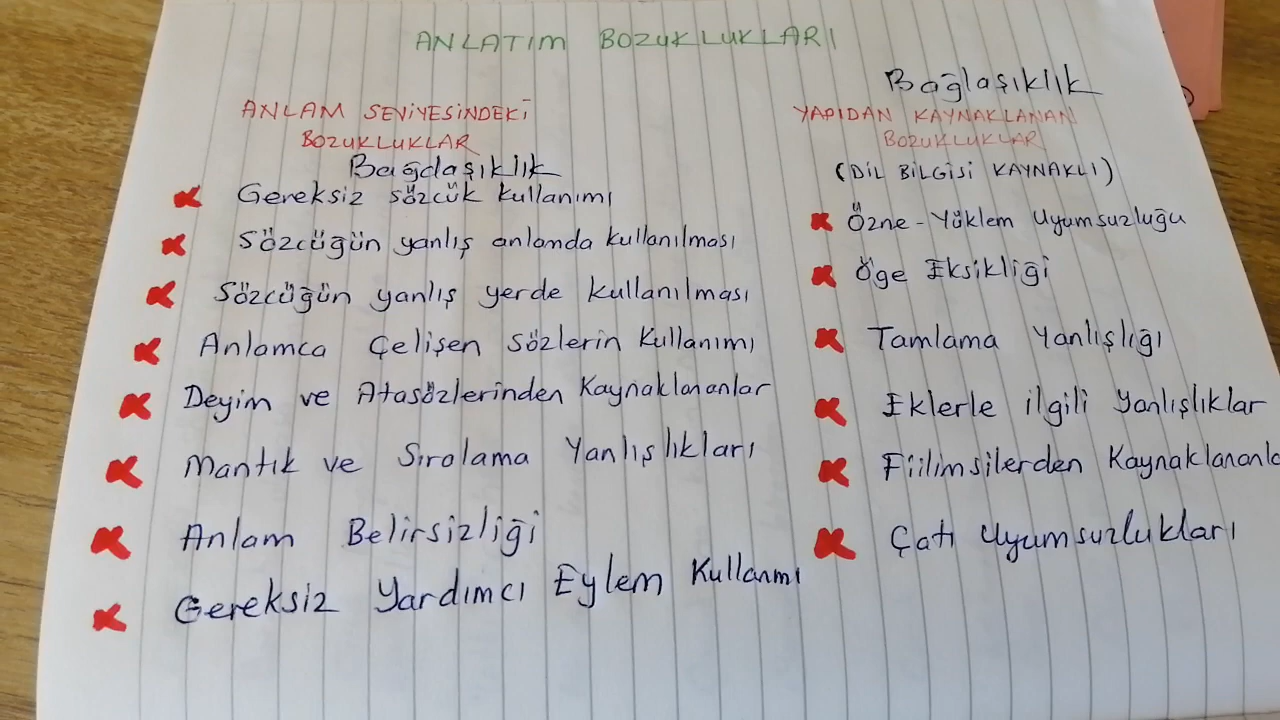 ANLATIM BOZUKLUKLARI
ANLAM SEVİYESİNDEKİ
BOZUKLUKLAR
Bağdaşıklık
Gereksiz sözcük kullanımı
Sözcüğün yanlış anlamda kullanılması
Sözcüğün yanlış yerde kullanılması
Anlamca Çelişen Sözlerin Kullanımı
Deyim ve Atasözlerinden Kaynaklananlar
Mantık ve Sıralama Yanlışlıkları
Anlam Belirsizliği
Gereksiz Yardımcı Eylem Kullanmı
Bağlaşıklık
YAPIDAN KAYNAKLANAN
BOZUKLUKLAR
(DİL BİLGİSİ KAYNAKLI)
Özne-Yüklem Uyumsuzluğu
Öge Eksikliği
Tamlama Yanlışlığı
Eklerle ilgili Yanlışlıklar
Fiilimsilerden Kaynaklananla
Çatı Uyumsuzlukları